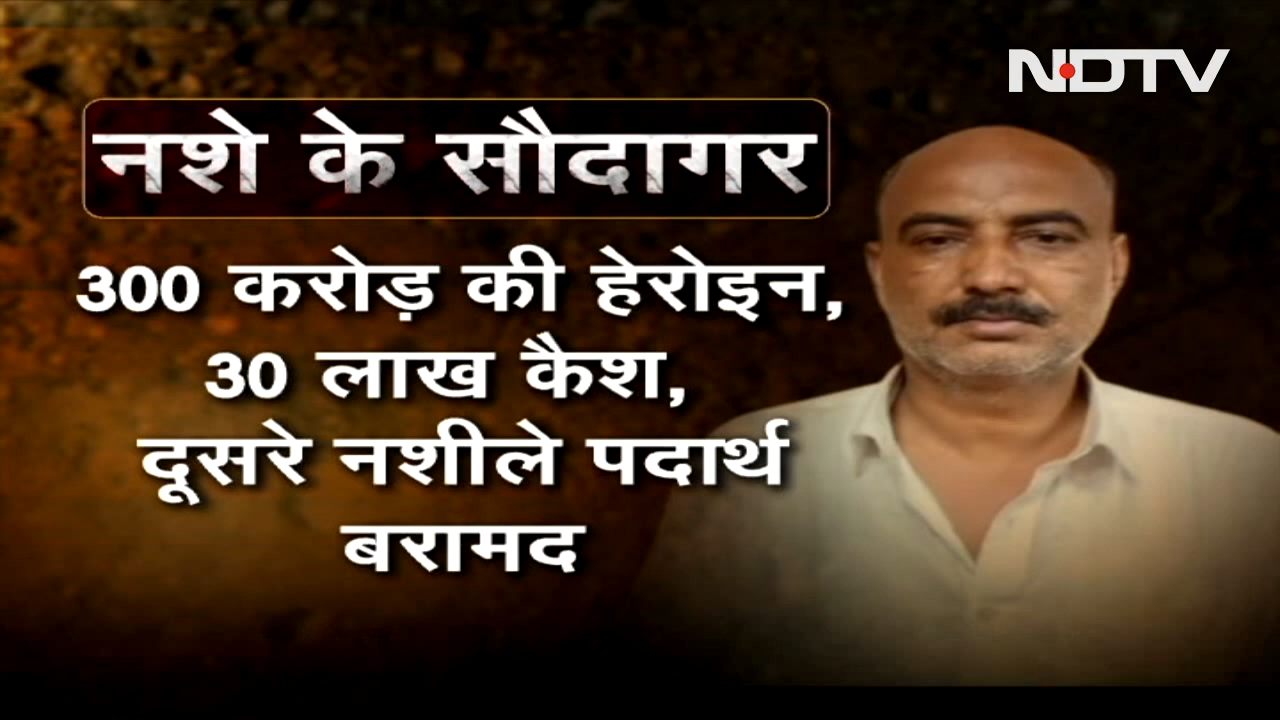 NDTV
नशे के सौदागर
300 करोड़ की हेरोइन,
30 लाख कैश,
दूसरे नशीले पदार्थ
बरामद